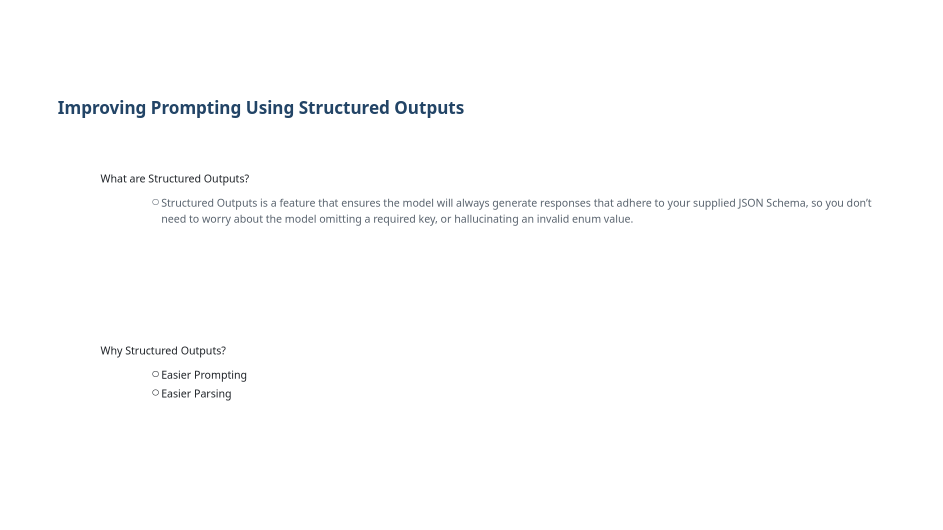 Improving Prompting Using Structured Outputs
What are Structured Outputs?
○ Structured Outputs is a feature that ensures the model will always generate responses that adhere to your supplied JSON Schema, so you don’t
need to worry about the model omitting a required key, or hallucinating an invalid enum value.
Why Structured Outputs?
○ Easier Prompting
○ Easier Parsing